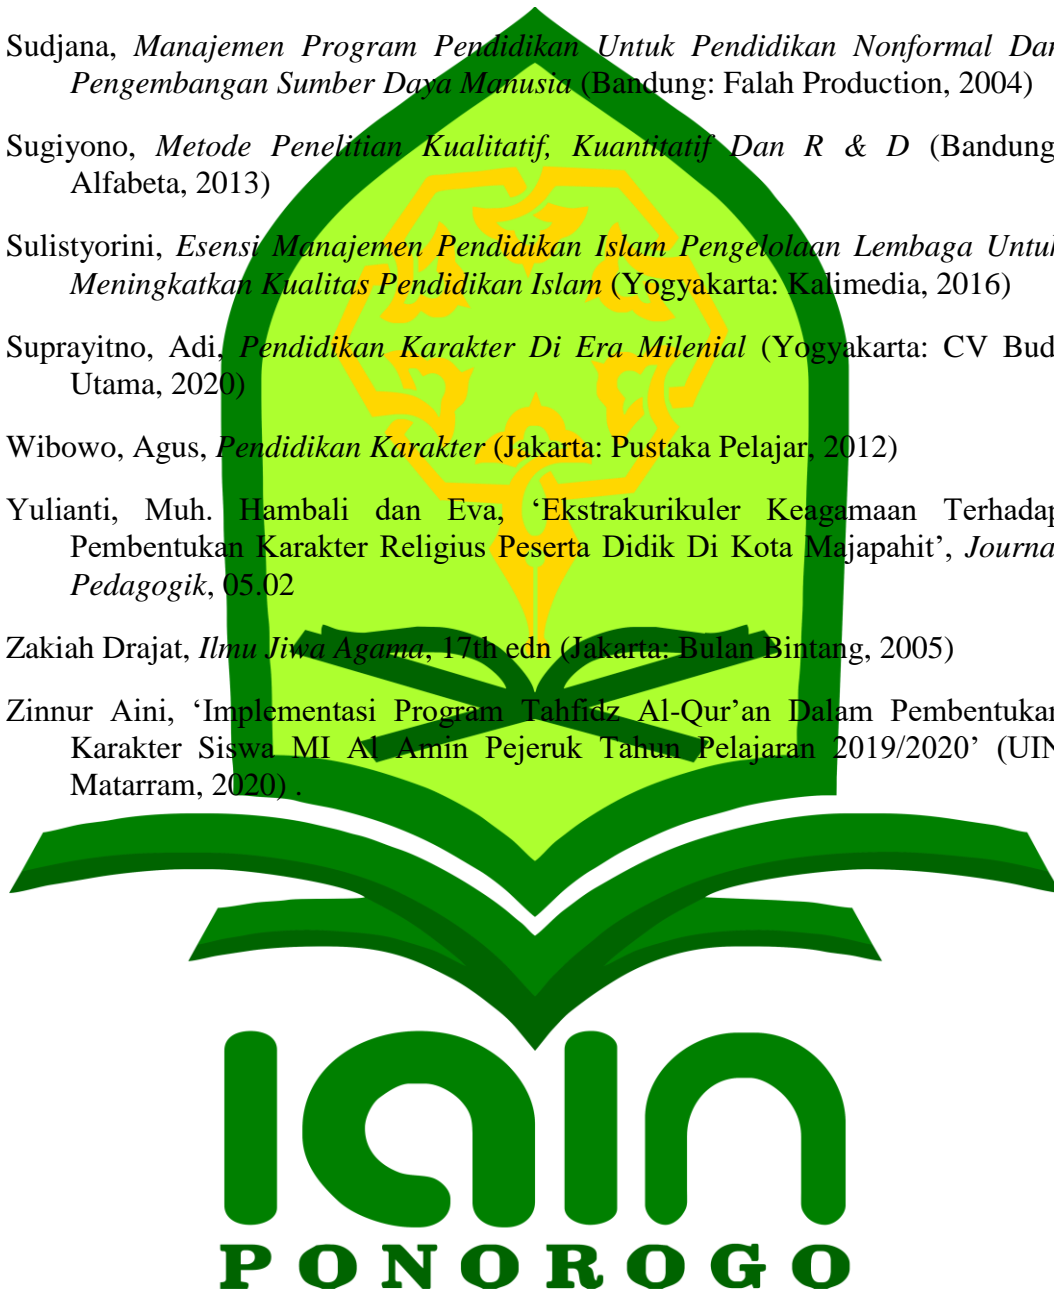 Sudjana, Manajemen Program Pendidikan Untuk Pendidikan Nonformal Dan
Pengembangan Sumber Daya Manusia (Bandung: Falah Production, 2004)
Sugiyono, Metode Penelitian Kualitatif, Kuantitatif Dan R & D (Bandung:
Alfabeta, 2013)
Sulistyorini, Esensi Manajemen Pendidikan Islam Pengelolaan Lembaga Untuk
Meningkatkan Kualitas Pendidikan Islam (Yogyakarta: Kalimedia, 2016)
Suprayitno, Adi, Pendidikan Karakter Di Era Milenial (Yogyakarta: CV Bud
Utama, 2020)
Wibowo, Agus, Pendidikan Karakter (Jakarta: Pustaka Pelajar, 2012)
Yulianti, Muh. Hambali dan Eva, ‘Ekstrakurikuler Keagamaan Terhadap
Pembentukan Karakter Religius Peserta Didik Di Kota Majapahit’, Journa
Pedagogik, 05.02
Zakiah Drajat, Ilmu Jiwa Agama, 17th edn (Jakarta: Bulan Bintang, 2005)
Zinnur Aini, ‘Implementasi Program Tahfidz Al-Qur’an Dalam Pembentukan
Karakter Siswa MI Al Amin Pejeruk Tahun Pelajaran 2019/2020’ (UIN
Matarram, 2020) .
IAIN
PONOROGO